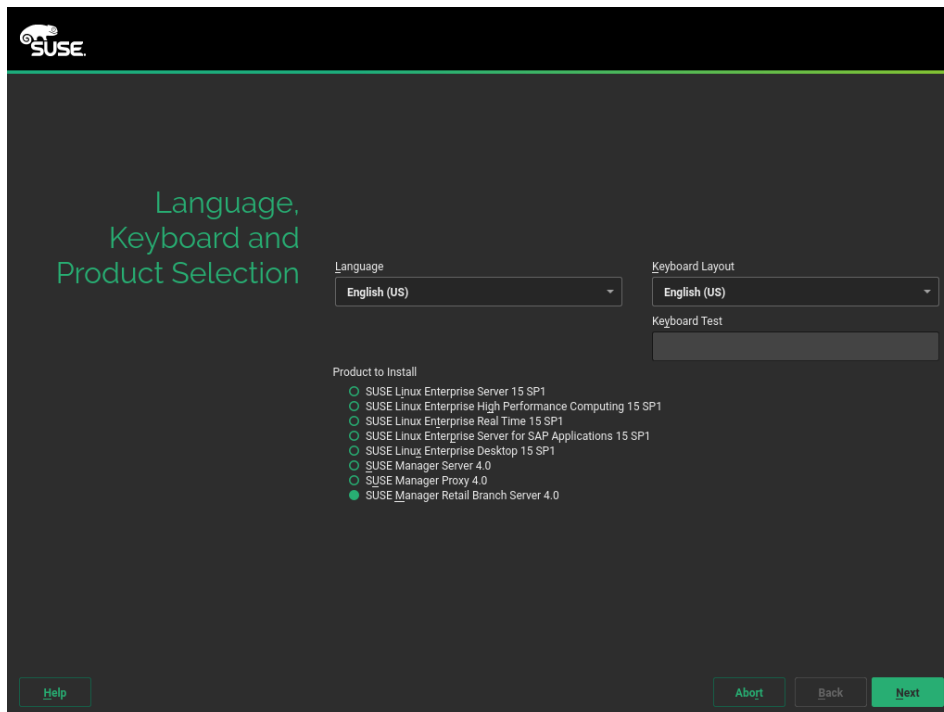 SUSE.
Language,
Keyboard and
Product Selection
Language
Keyboard Layout
English (US)
English (US)
Keyboard Test
Product to Install
SUSE Linux Enterprise Server 15 SP1
SUSE Linux Enterprise High Performance Computing 15 SP1
SUSE Linux Enterprise Real Time 15 SP1
SUSE Linux Enterprise Server for SAP Applications 15 SP1
SUSE Linux Enterprise Desktop 15 SP1
SUSE Manager Server 4.0
SUSE Manager Proxy 4.0
SUSE Manager Retail Branch Server 4.0
Help
Abort
Back
Next